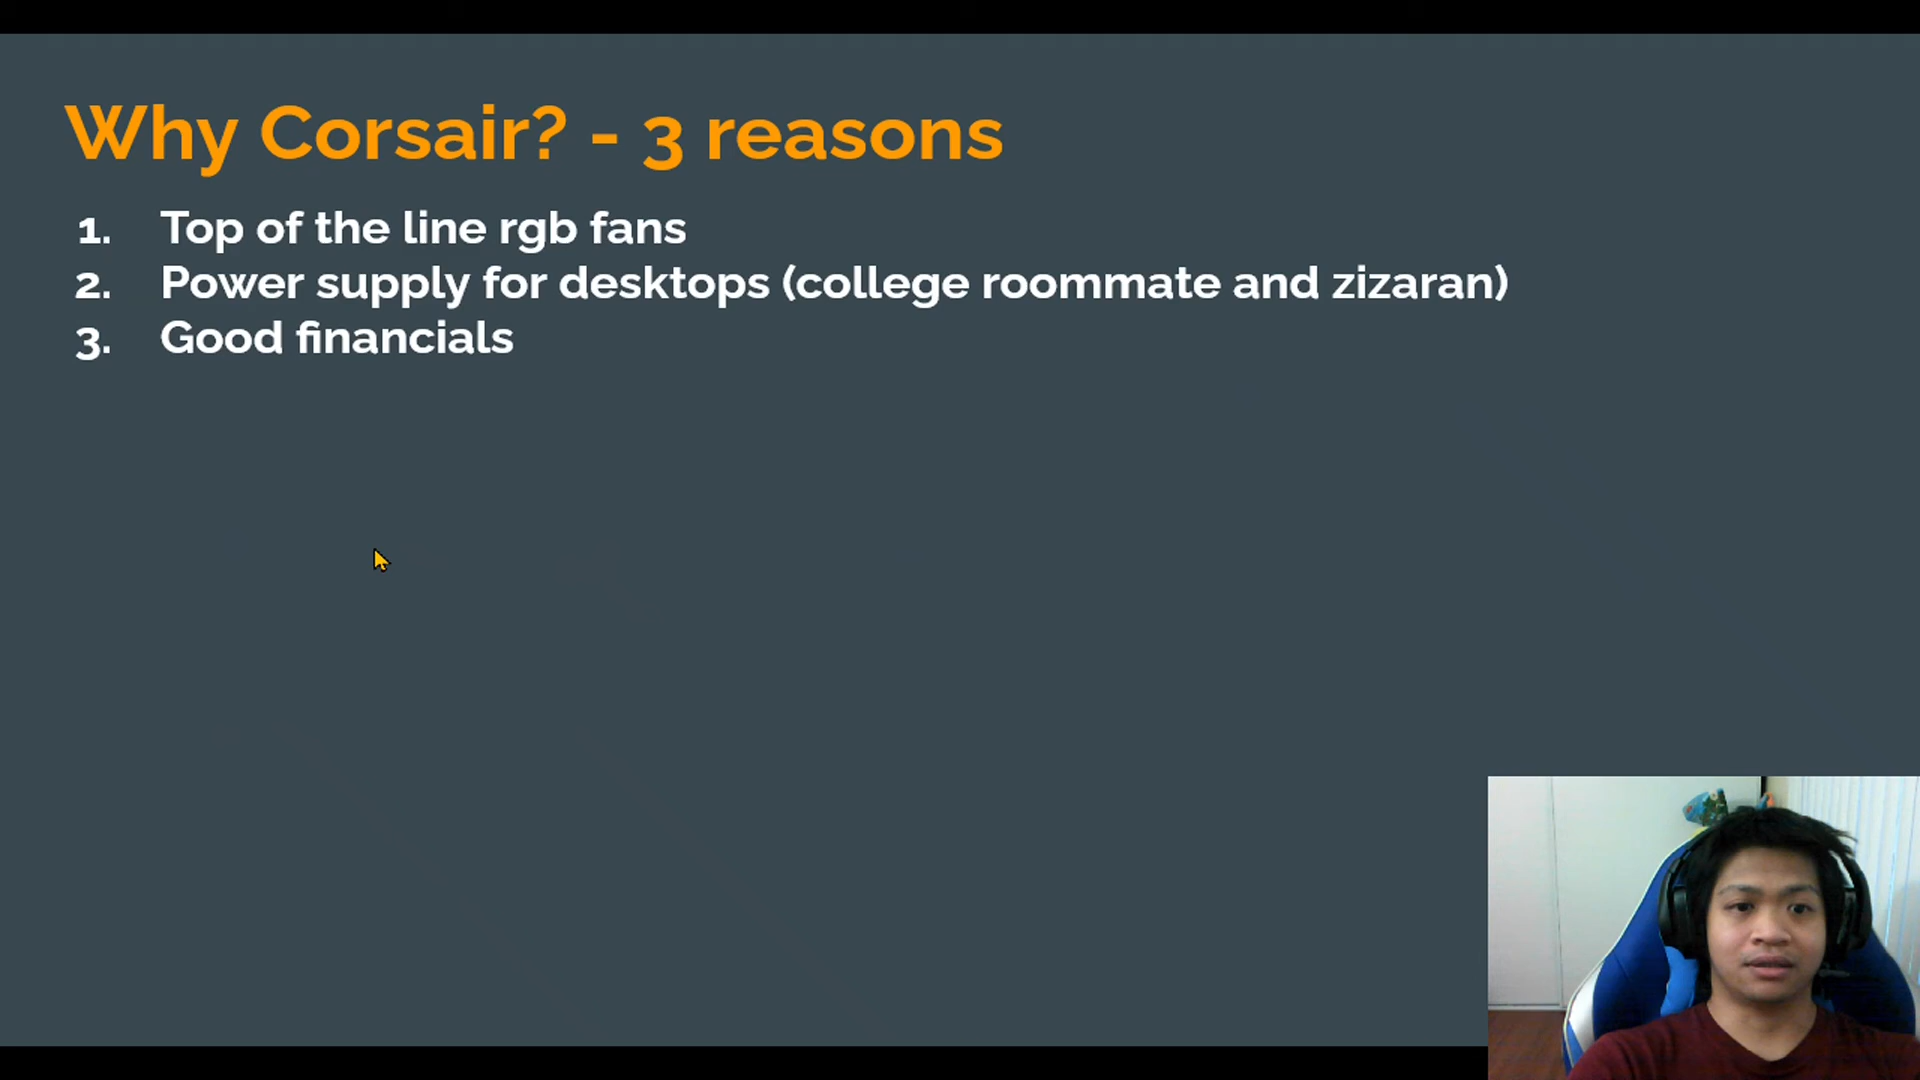 Why Corsair? - 3 reasons
1. Top of the line rgb fans
2. Power supply for desktops (college roommate and zizaran)
3. Good financials